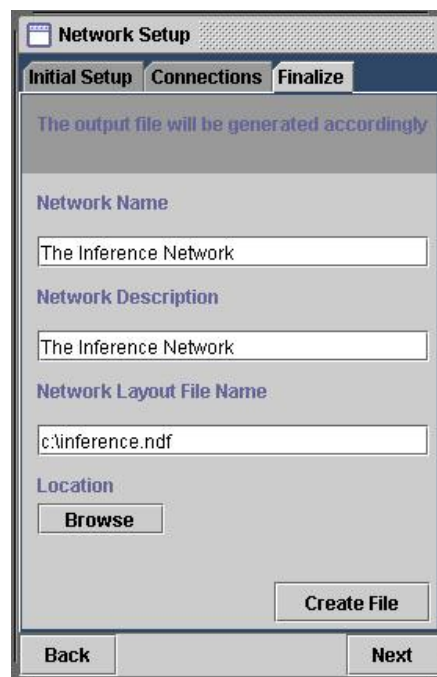 Network Setup
Initial Setup Connections Finalize
The output file will be generated accordingly
Network Name
The Inference Network
Network Description
The Inference Network
Network Layout File Name
c:\inference.ndf
Location
Browse
Create File
Back Next